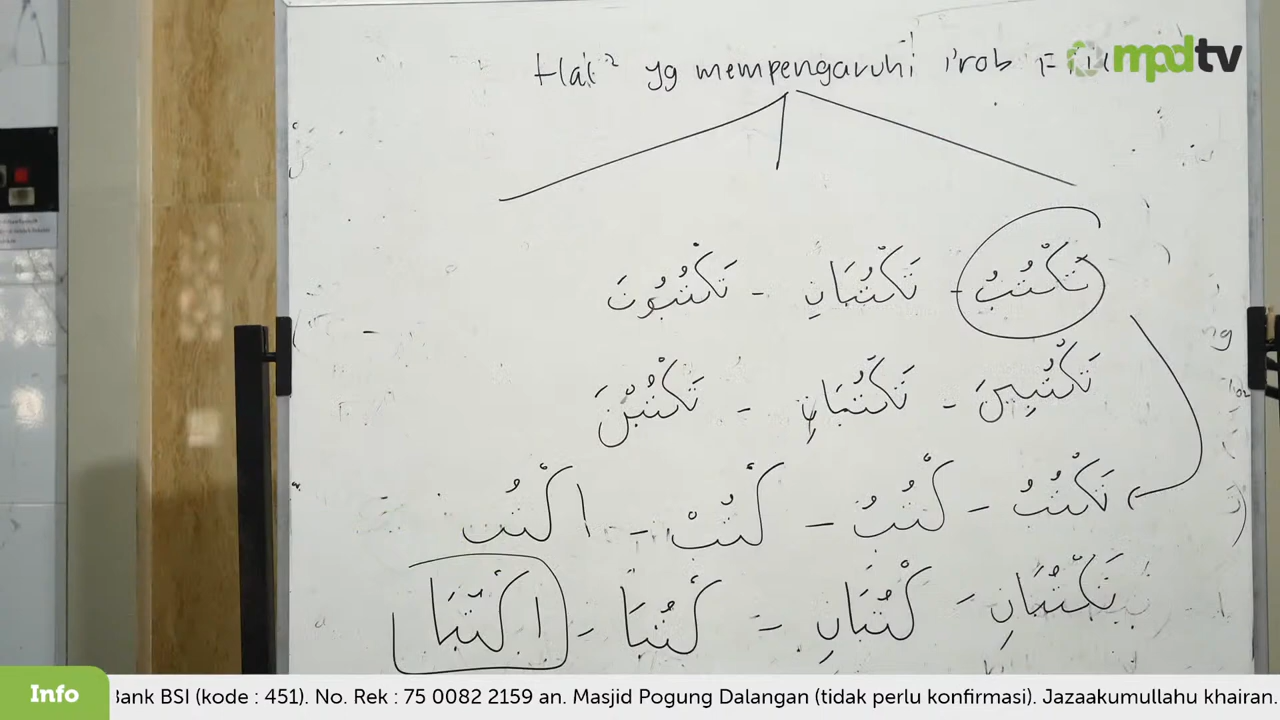 Hal² yg mempengaruhi I'rob
mpdtv
تَكْتُبُ - تَكْتُبَانِ - تَكْتُبُونَ
تَكْتُبِينَ - تَكْتُبَانِ - تَكْتُبْنَ
تَكْتُبُ - كْتُبُ - كْتُبْ - اكْتُب
تَكْتُبَانِ - كْتُبَانِ - كْتُبَا - اكْتُبَا
Info
Bank BSI (kode : 451). No. Rek : 75 0082 2159 an. Masjid Pogung Dalangan (tidak perlu konfirmasi). Jazaakumullahu khairan.